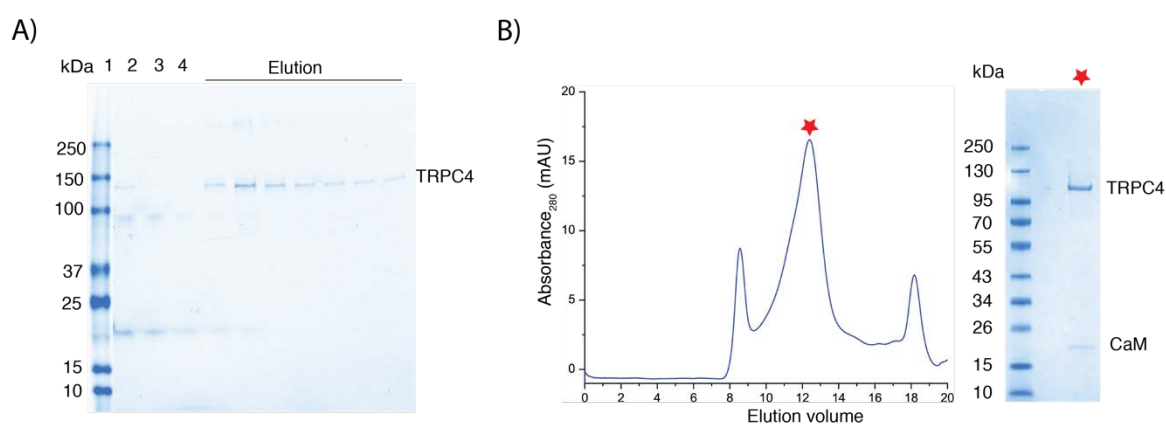 A)
kDa 1 2 3 4 Elution
250
150
100
37
25
15
10
TRPC4
B)
20
15
10
5
0
Absorbance280 (mAU)
0 2 4 6 8 10 12 14 16 18 20
Elution volume
kDa
250
130
95
70
55
43
34
26
15
10
TRPC4
CaM